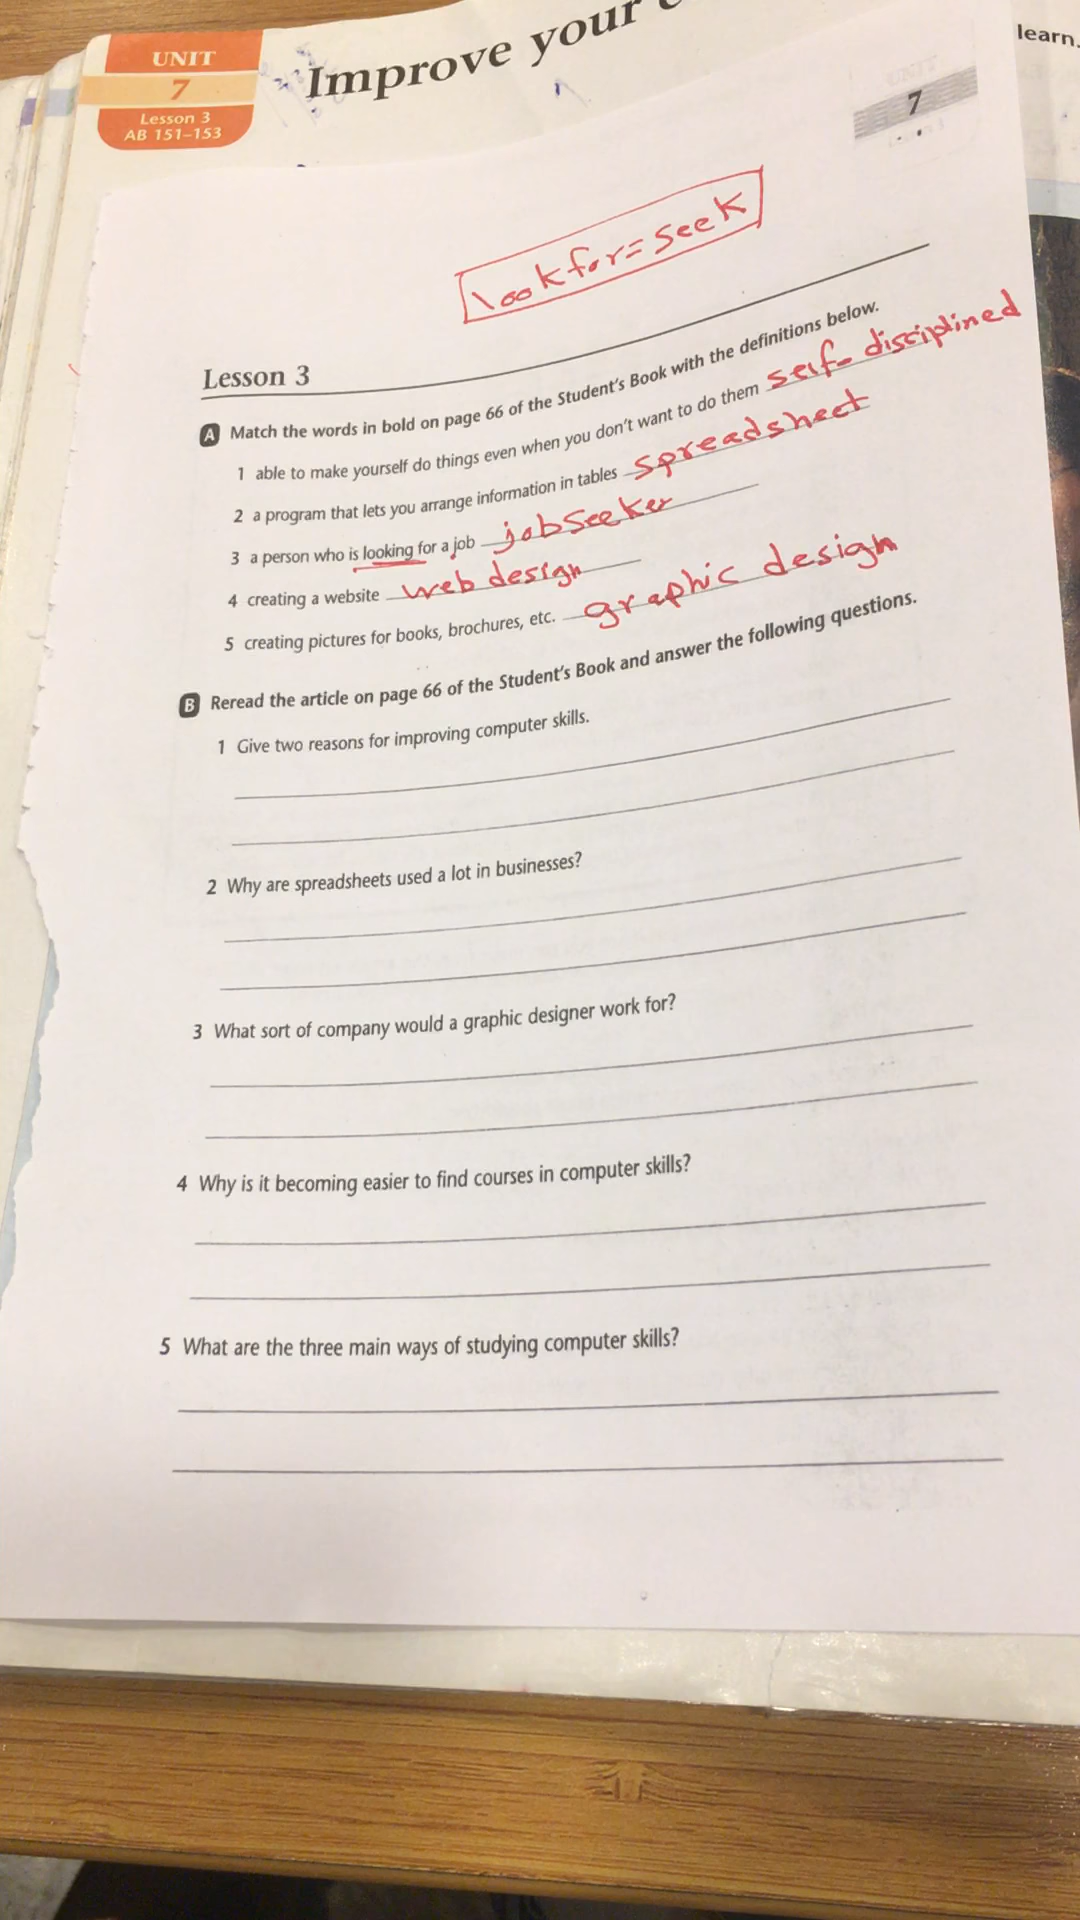 UNIT
7
Lesson 3
AB 151–153
Improve your
learn.
7
look for = seek
Lesson 3
A Match the words in bold on page 66 of the Student's Book with the definitions below.
1 able to make yourself do things even when you don't want to do them self-disciplined
2 a program that lets you arrange information in tables spreadsheet
3 a person who is looking for a job job seeker
4 creating a website web design
5 creating pictures for books, brochures, etc. graphic design
B Reread the article on page 66 of the Student's Book and answer the following questions.
1 Give two reasons for improving computer skills.
2 Why are spreadsheets used a lot in businesses?
3 What sort of company would a graphic designer work for?
4 Why is it becoming easier to find courses in computer skills?
5 What are the three main ways of studying computer skills?